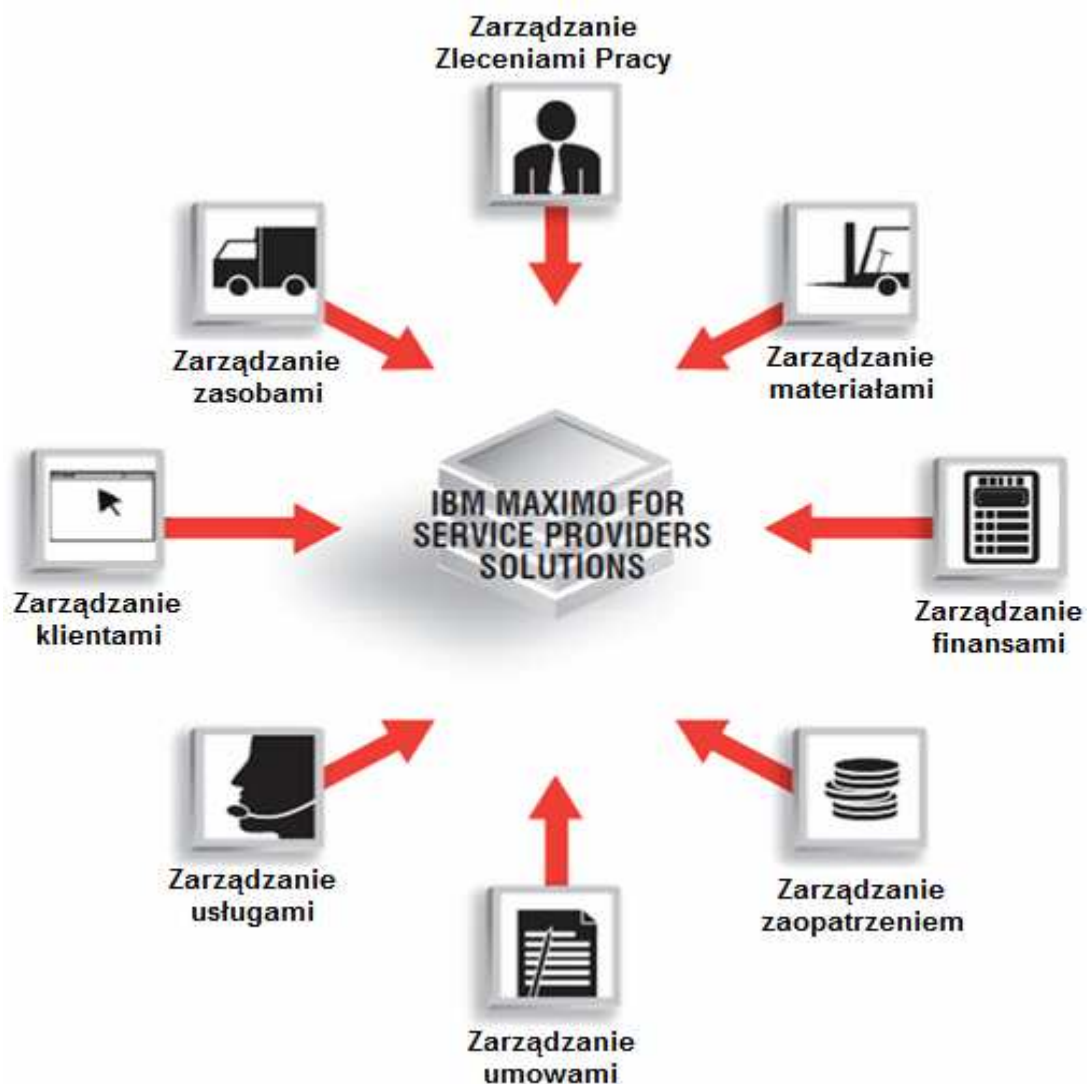 Zarządzanie
Zleceniami Pracy
Zarządzanie
zasobami
Zarządzanie
materiałami
IBM MAXIMO FOR
SERVICE PROVIDERS
SOLUTIONS
Zarządzanie
klientami
Zarządzanie
finansami
Zarządzanie
usługami
Zarządzanie
zaopatrzeniem
Zarządzanie
umowami